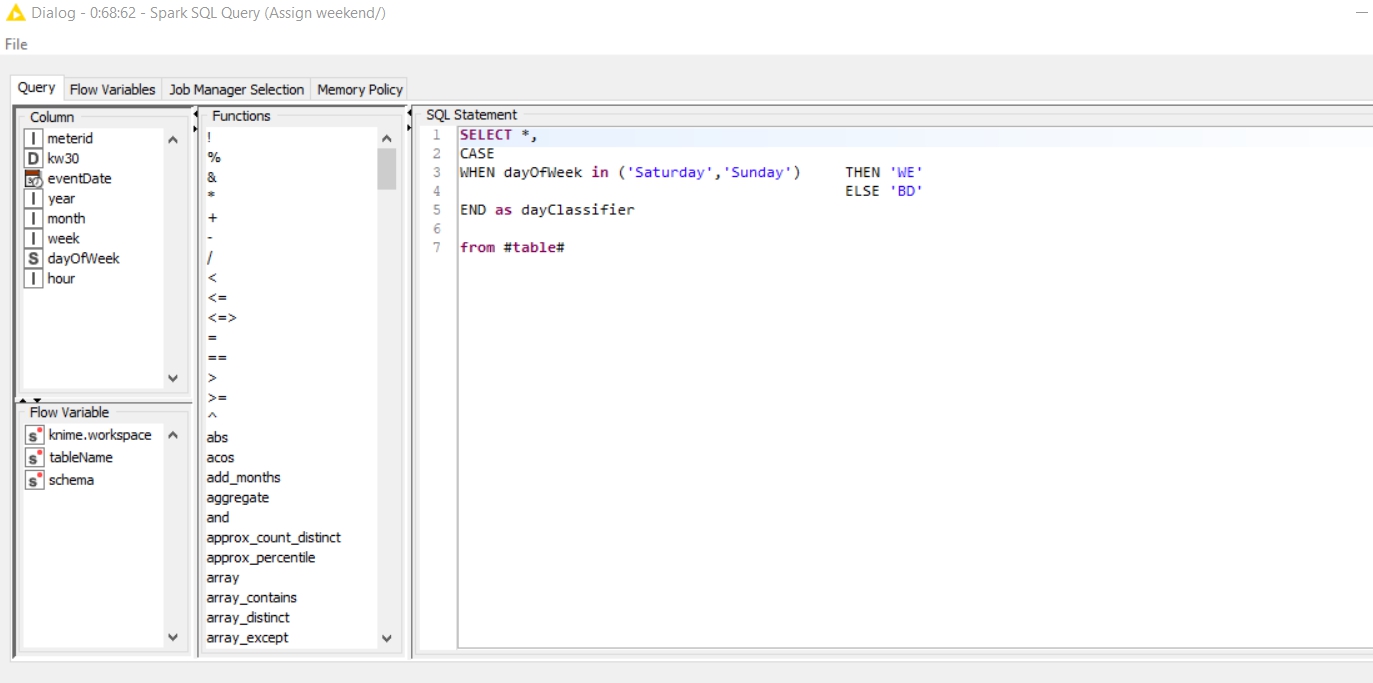 Dialog - 0:68:62 - Spark SQL Query (Assign weekend/)
File
Query Flow Variables Job Manager Selection Memory Policy
Column
I meterid
D kw30
eventDate
I year
I month
I week
S dayOfWeek
I hour
Flow Variable
s knime.workspace
s tableName
s schema
Functions
!
%
&
*
+
-
/
<
<=
<=>
=
==
>
>=
^
abs
acos
add_months
aggregate
and
approx_count_distinct
approx_percentile
array
array_contains
array_distinct
array_except
SQL Statement
1 SELECT *,
2 CASE
3 WHEN dayOfWeek in ('Saturday','Sunday') THEN 'WE'
4 ELSE 'BD'
5 END as dayClassifier
6
7 from #table#